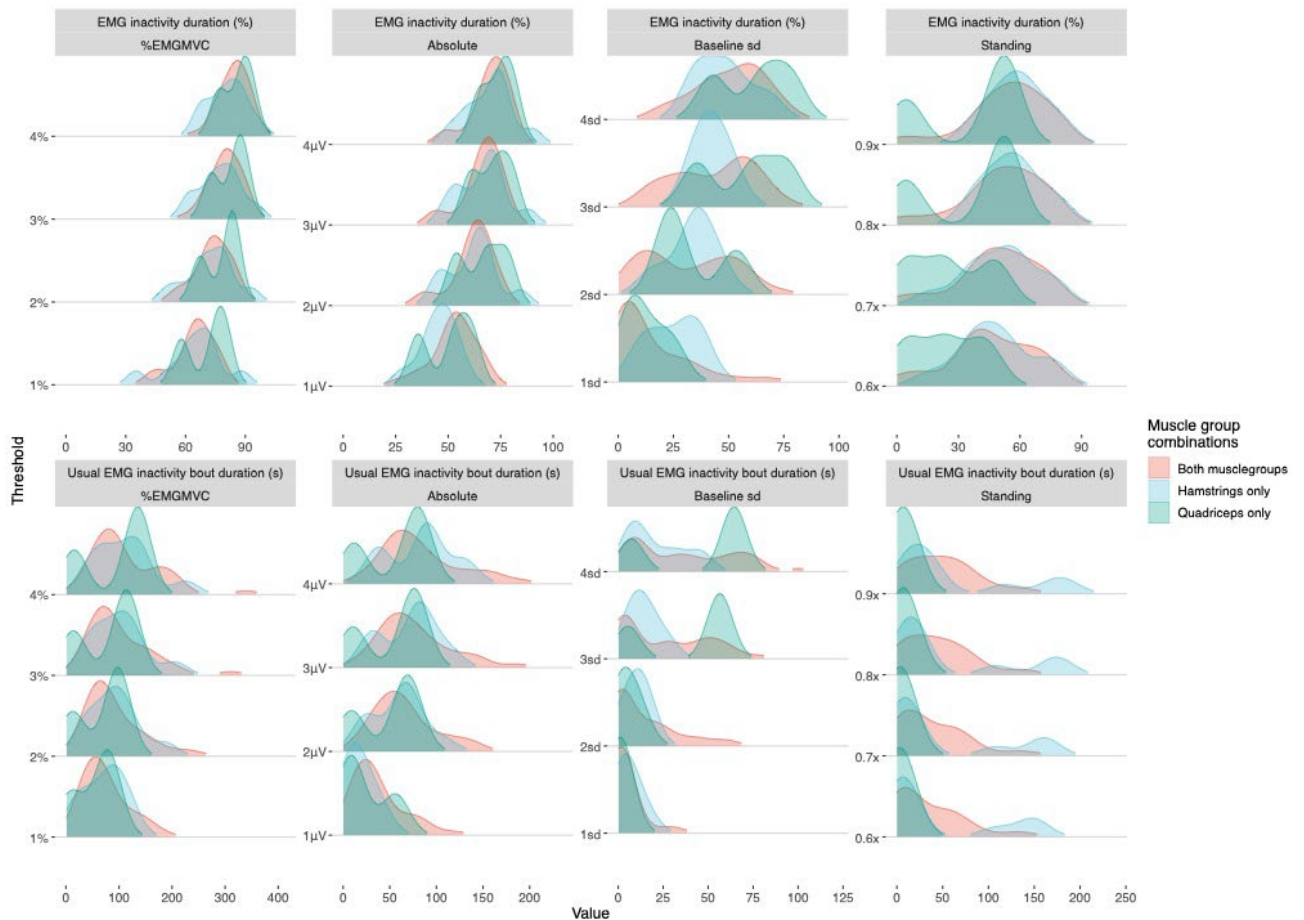 EMG inactivity duration (%)
%EMGMVC
EMG inactivity duration (%)
Absolute
EMG inactivity duration (%)
Baseline sd
EMG inactivity duration (%)
Standing
4%
3%
2%
1%
4µV
3µV
2µV
1µV
4sd
3sd
2sd
1sd
0.9x
0.8x
0.7x
0.6x
0 30 60 90
0 25 50 75 100
0 25 50 75 100
0 30 60 90
Threshold
Usual EMG inactivity bout duration (s)
%EMGMVC
Usual EMG inactivity bout duration (s)
Absolute
Usual EMG inactivity bout duration (s)
Baseline sd
Usual EMG inactivity bout duration (s)
Standing
4%
3%
2%
1%
4µV
3µV
2µV
1µV
4sd
3sd
2sd
1sd
0.9x
0.8x
0.7x
0.6x
0 100 200 300 400
0 50 100 150 200
0 25 50 75 100 125
0 50 100 150 200 250
Value
Muscle group
combinations
Both musclegroups
Hamstrings only
Quadriceps only